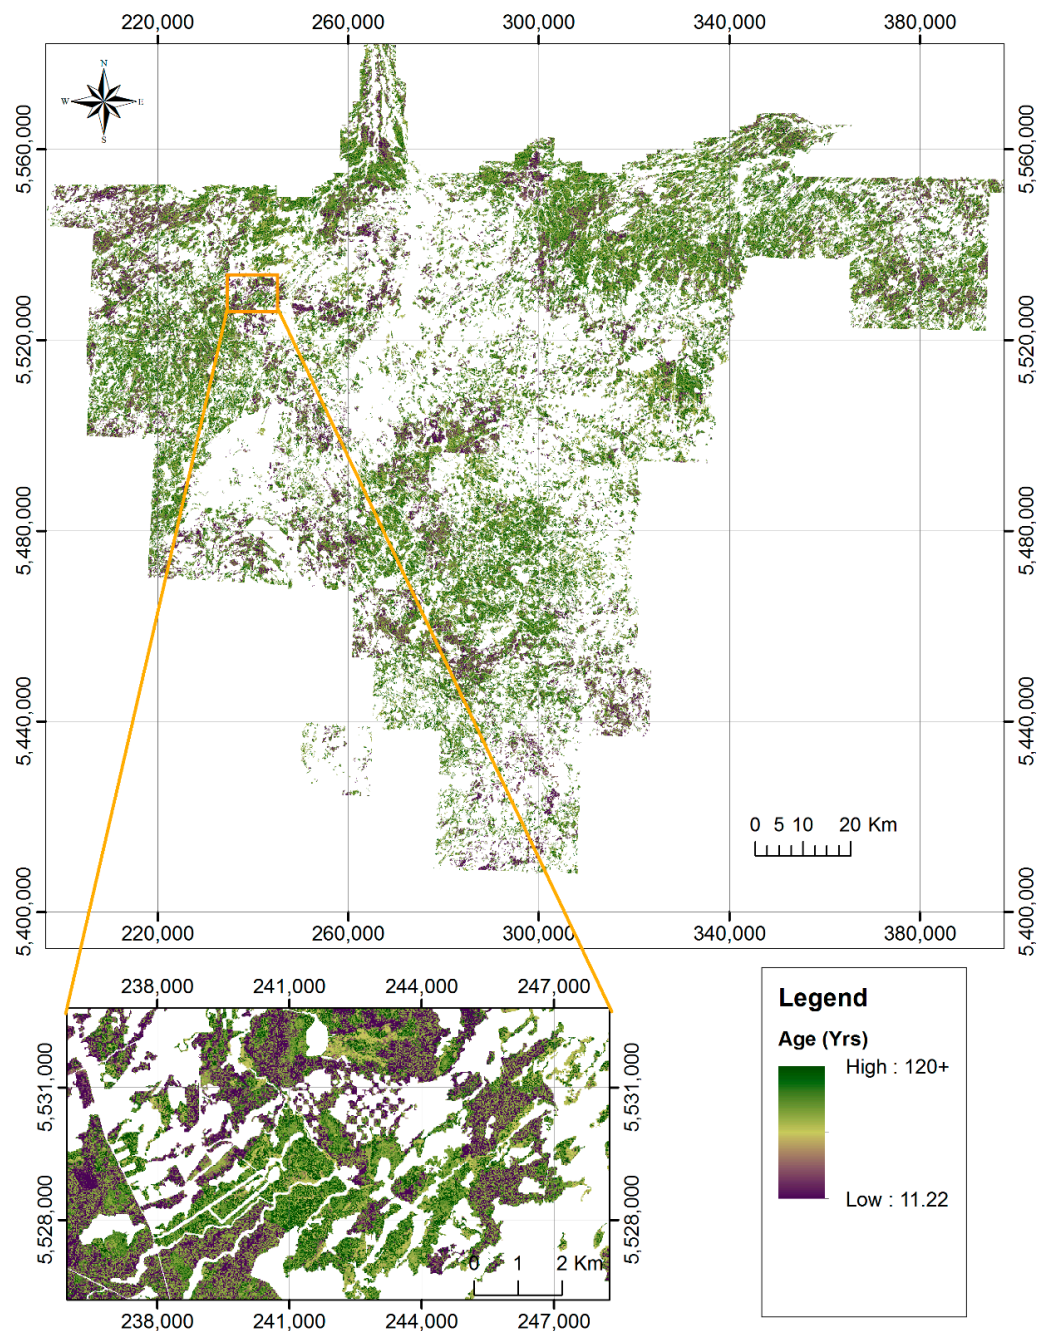 220,000 260,000 300,000 340,000 380,000
N
W E
S
5,560,000 5,560,000
5,520,000 5,520,000
5,480,000 5,480,000
5,440,000 5,440,000
0 5 10 20 Km
5,400,000 5,400,000
220,000 260,000 300,000 340,000 380,000
238,000 241,000 244,000 247,000
Legend
Age (Yrs)
High : 120+
5,531,000 5,531,000
Low : 11.22
5,528,000 5,528,000
0 1 2 Km
238,000 241,000 244,000 247,000